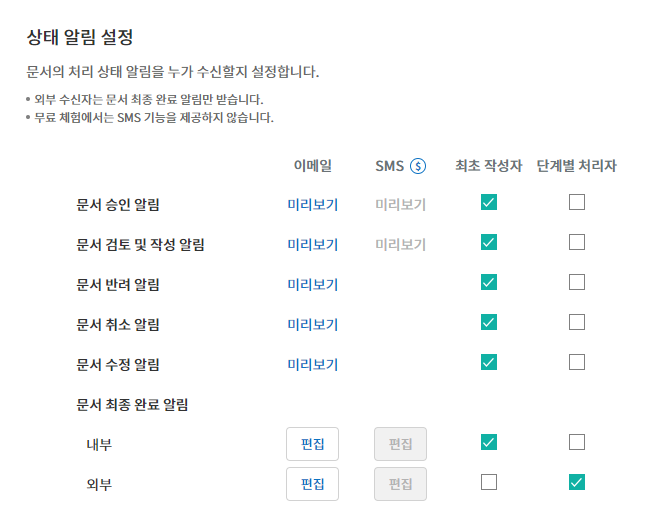 상태 알림 설정
문서의 처리 상태 알림을 누가 수신할지 설정합니다.
• 외부 수신자는 문서 최종 완료 알림만 받습니다.
• 무료 체험에서는 SMS 기능을 제공하지 않습니다.
이메일 SMS $ 최초 작성자 단계별 처리자
문서 승인 알림 미리보기 미리보기
문서 검토 및 작성 알림 미리보기 미리보기
문서 반려 알림 미리보기
문서 취소 알림 미리보기
문서 수정 알림 미리보기
문서 최종 완료 알림
내부 편집 편집
외부 편집 편집